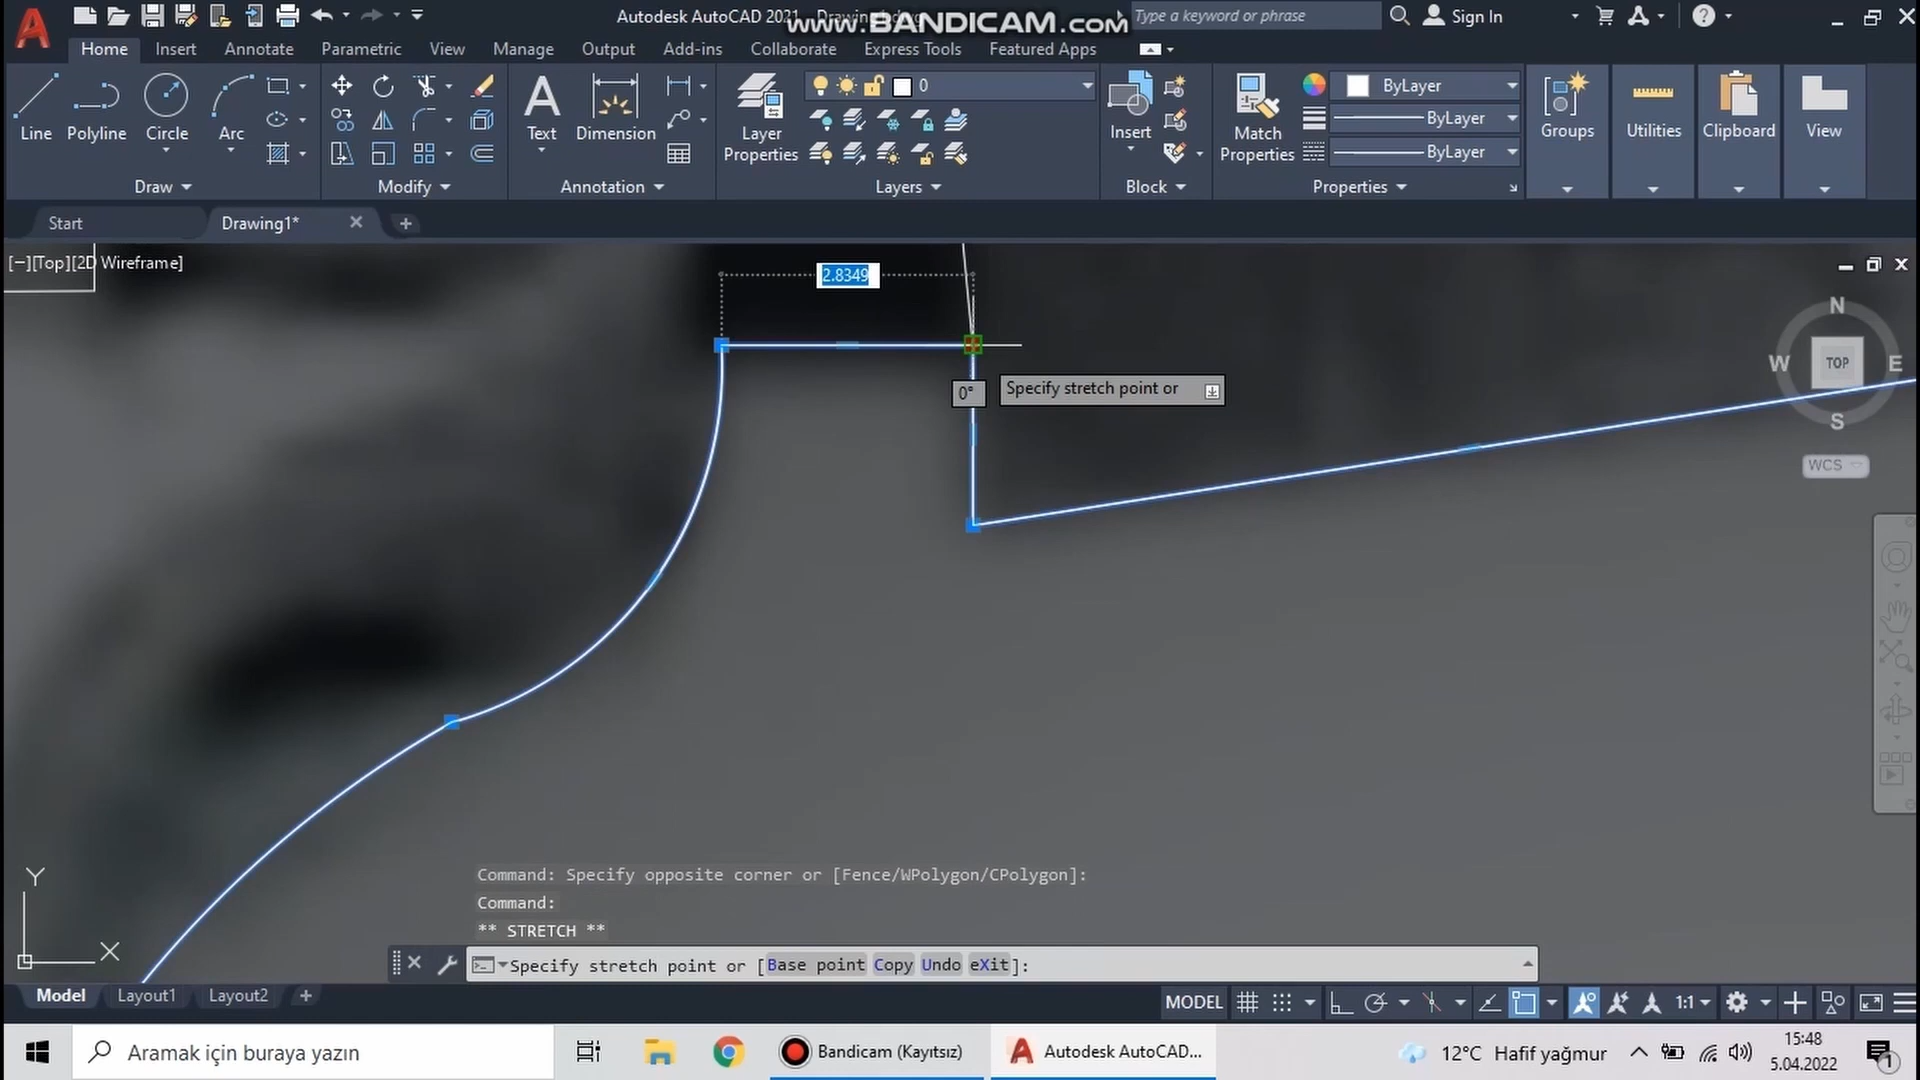 Autodesk AutoCAD 2021
www.BANDICAM.com
Type a keyword or phrase
Sign In
Home Insert Annotate Parametric View Manage Output Add-ins Collaborate Express Tools Featured Apps
Line Polyline Circle Arc
Text Dimension
Layer Properties
0
Insert
Match Properties
ByLayer
ByLayer
ByLayer
Groups Utilities Clipboard View
Draw Modify Annotation Layers Block Properties
Start Drawing1*
[−][Top][2D Wireframe]
2.8349
0°
Specify stretch point or
N
W TOP E
S
WCS
Y
X
Command: Specify opposite corner or [Fence/WPolygon/CPolygon]:
Command:
** STRETCH **
Specify stretch point or [Base point Copy Undo eXit]:
Model Layout1 Layout2
MODEL 1:1
Aramak için buraya yazın
Bandicam (Kayıtsız)
Autodesk AutoCAD...
12°C Hafif yağmur
15:48
5.04.2022
1